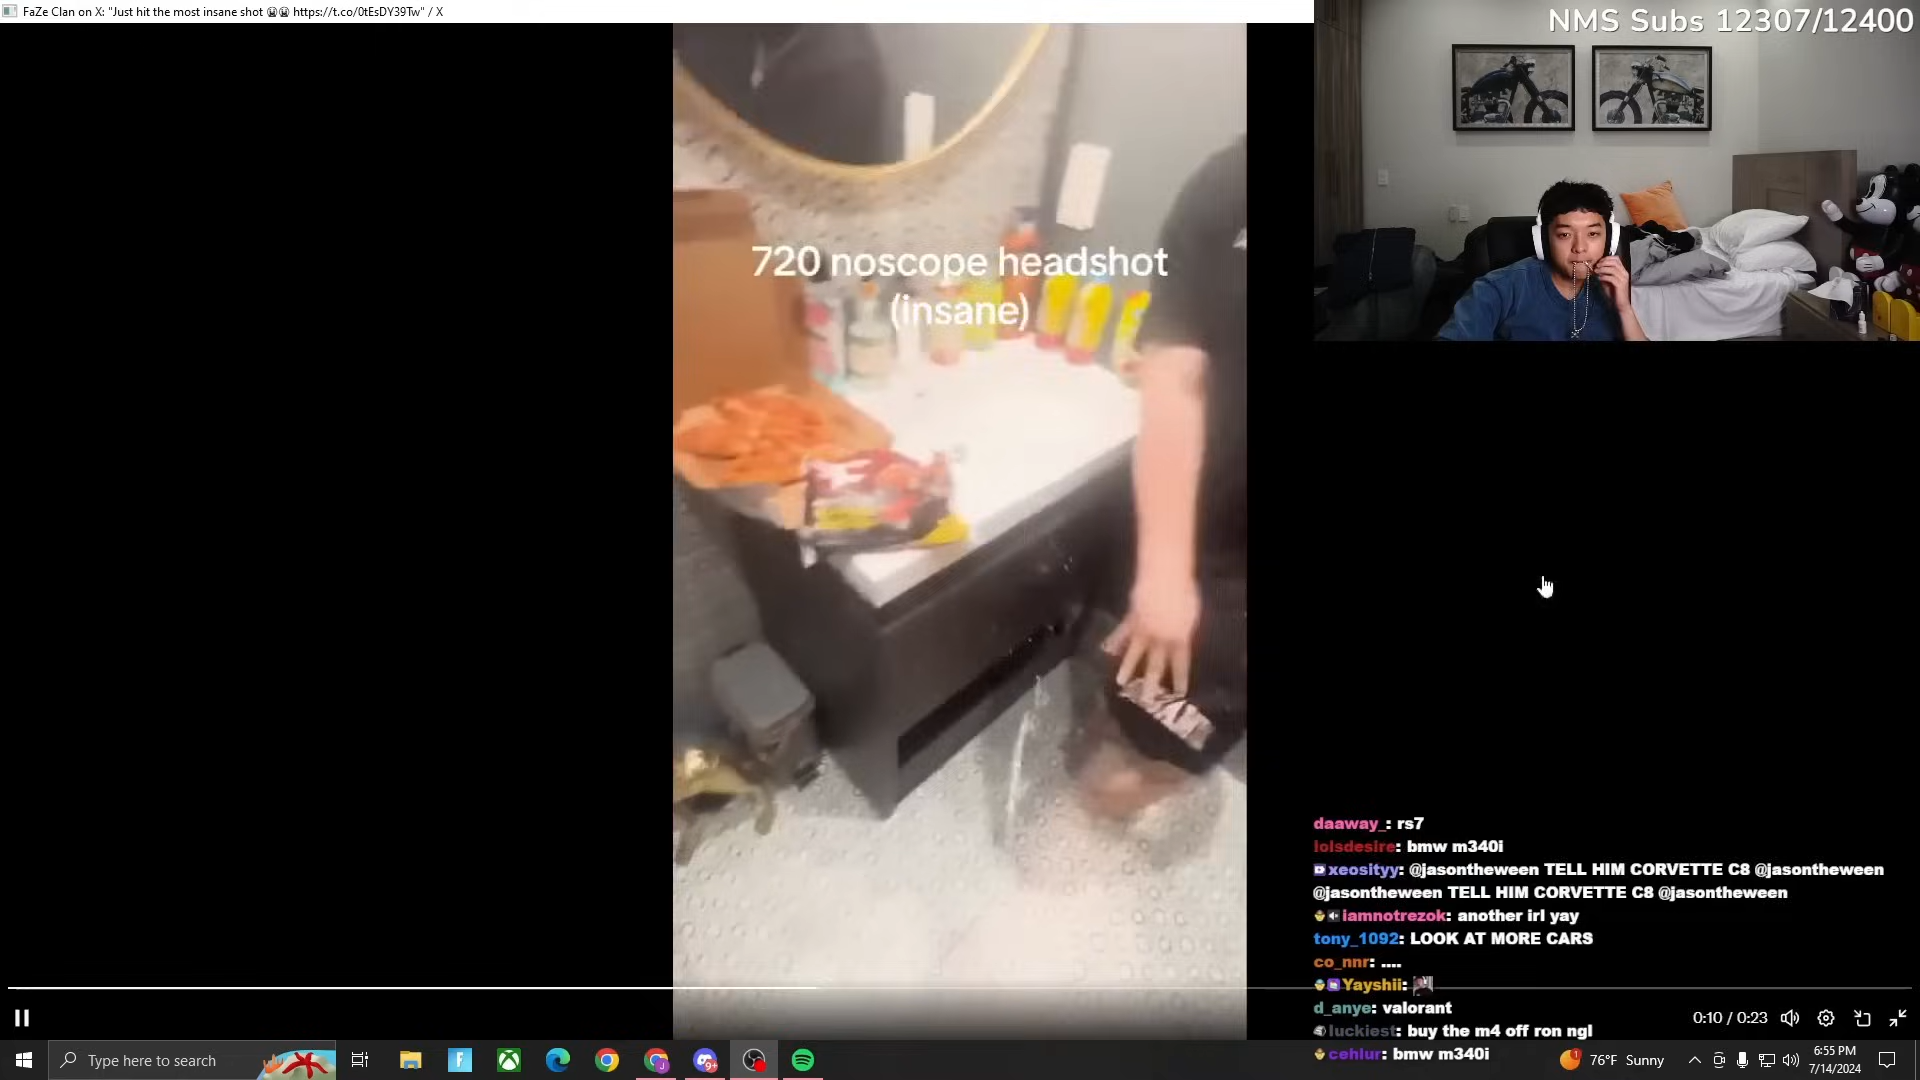 FaZe Clan on X: "Just hit the most insane shot 😭😭 https://t.co/0tEsDY39Tw" / X
NMS Subs 12307/12400
720 noscope headshot
(insane)
daaway_: rs7
lolsdesire: bmw m340i
xeosityy: @jasontheween TELL HIM CORVETTE C8 @jasontheween
@jasontheween TELL HIM CORVETTE C8 @jasontheween
iamnotrezok: another irl yay
tony_1092: LOOK AT MORE CARS
co_nnr: ....
Yayshii:
d_anye: valorant
luckiest: buy the m4 off ron ngl
cehlur: bmw m340i
0:10 / 0:23
Type here to search
9+
1
76°F Sunny
6:55 PM
7/14/2024